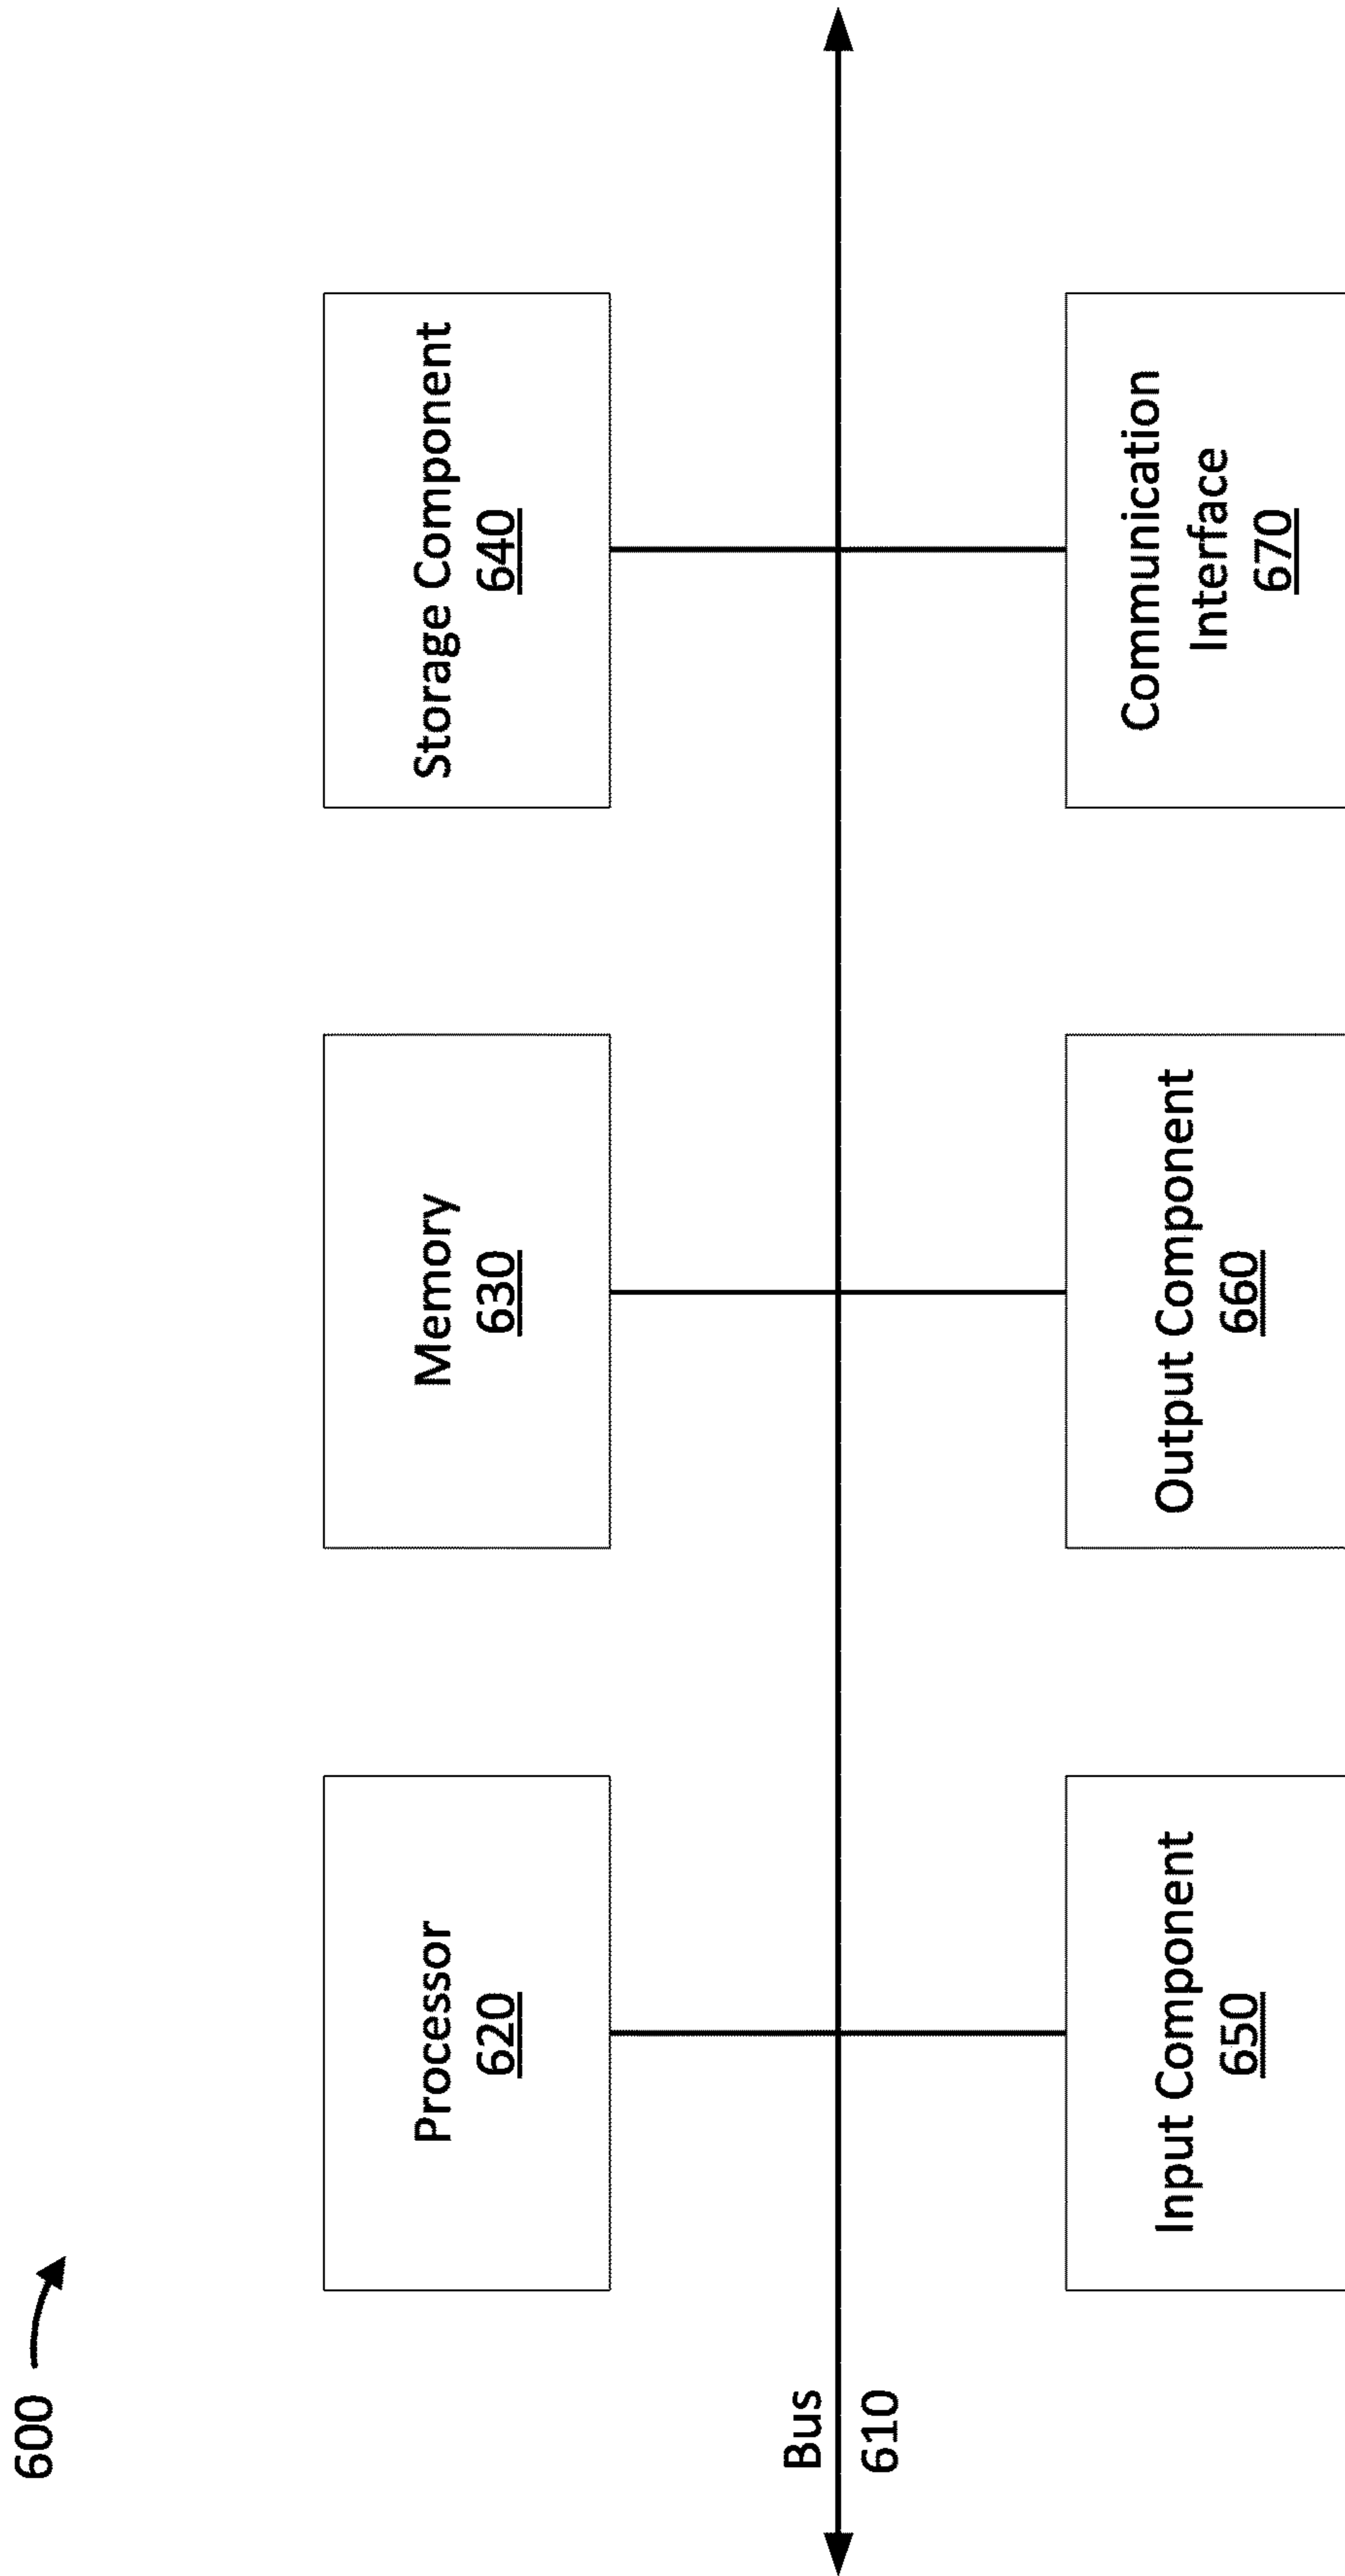 600
Processor
620
Memory
630
Storage Component
640
Bus
610
Input Component
650
Output Component
660
Communication
Interface
670